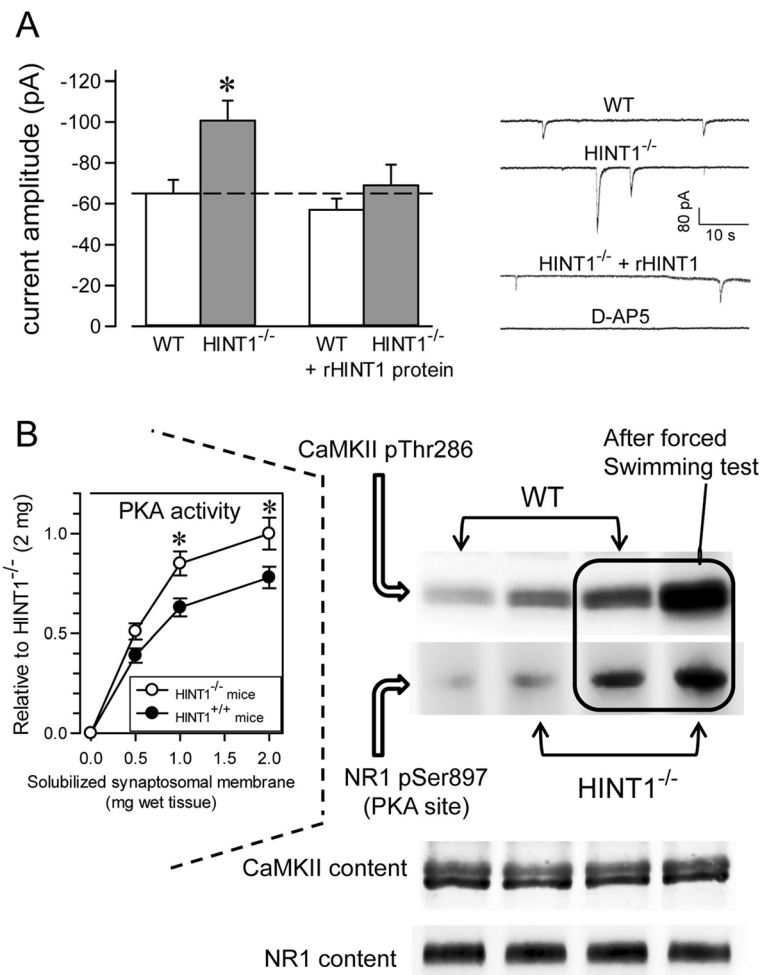 A
current amplitude (pA)
-120
-100
-80
-60
-40
-20
0
*
WT
HINT1-/-
WT
HINT1-/-
+ rHINT1 protein
WT
HINT1-/-
80 pA
10 s
HINT1-/- + rHINT1
D-AP5
B
CaMKII pThr286
After forced
Swimming test
WT
PKA activity
*
*
Relative to HINT1-/- (2 mg)
1.0
0.5
0.0
HINT1-/- mice
HINT1+/+ mice
0.0
0.5
1.0
2.0
Solubilized synaptosomal membrane
(mg wet tissue)
NR1 pSer897
(PKA site)
HINT1-/-
CaMKII content
NR1 content